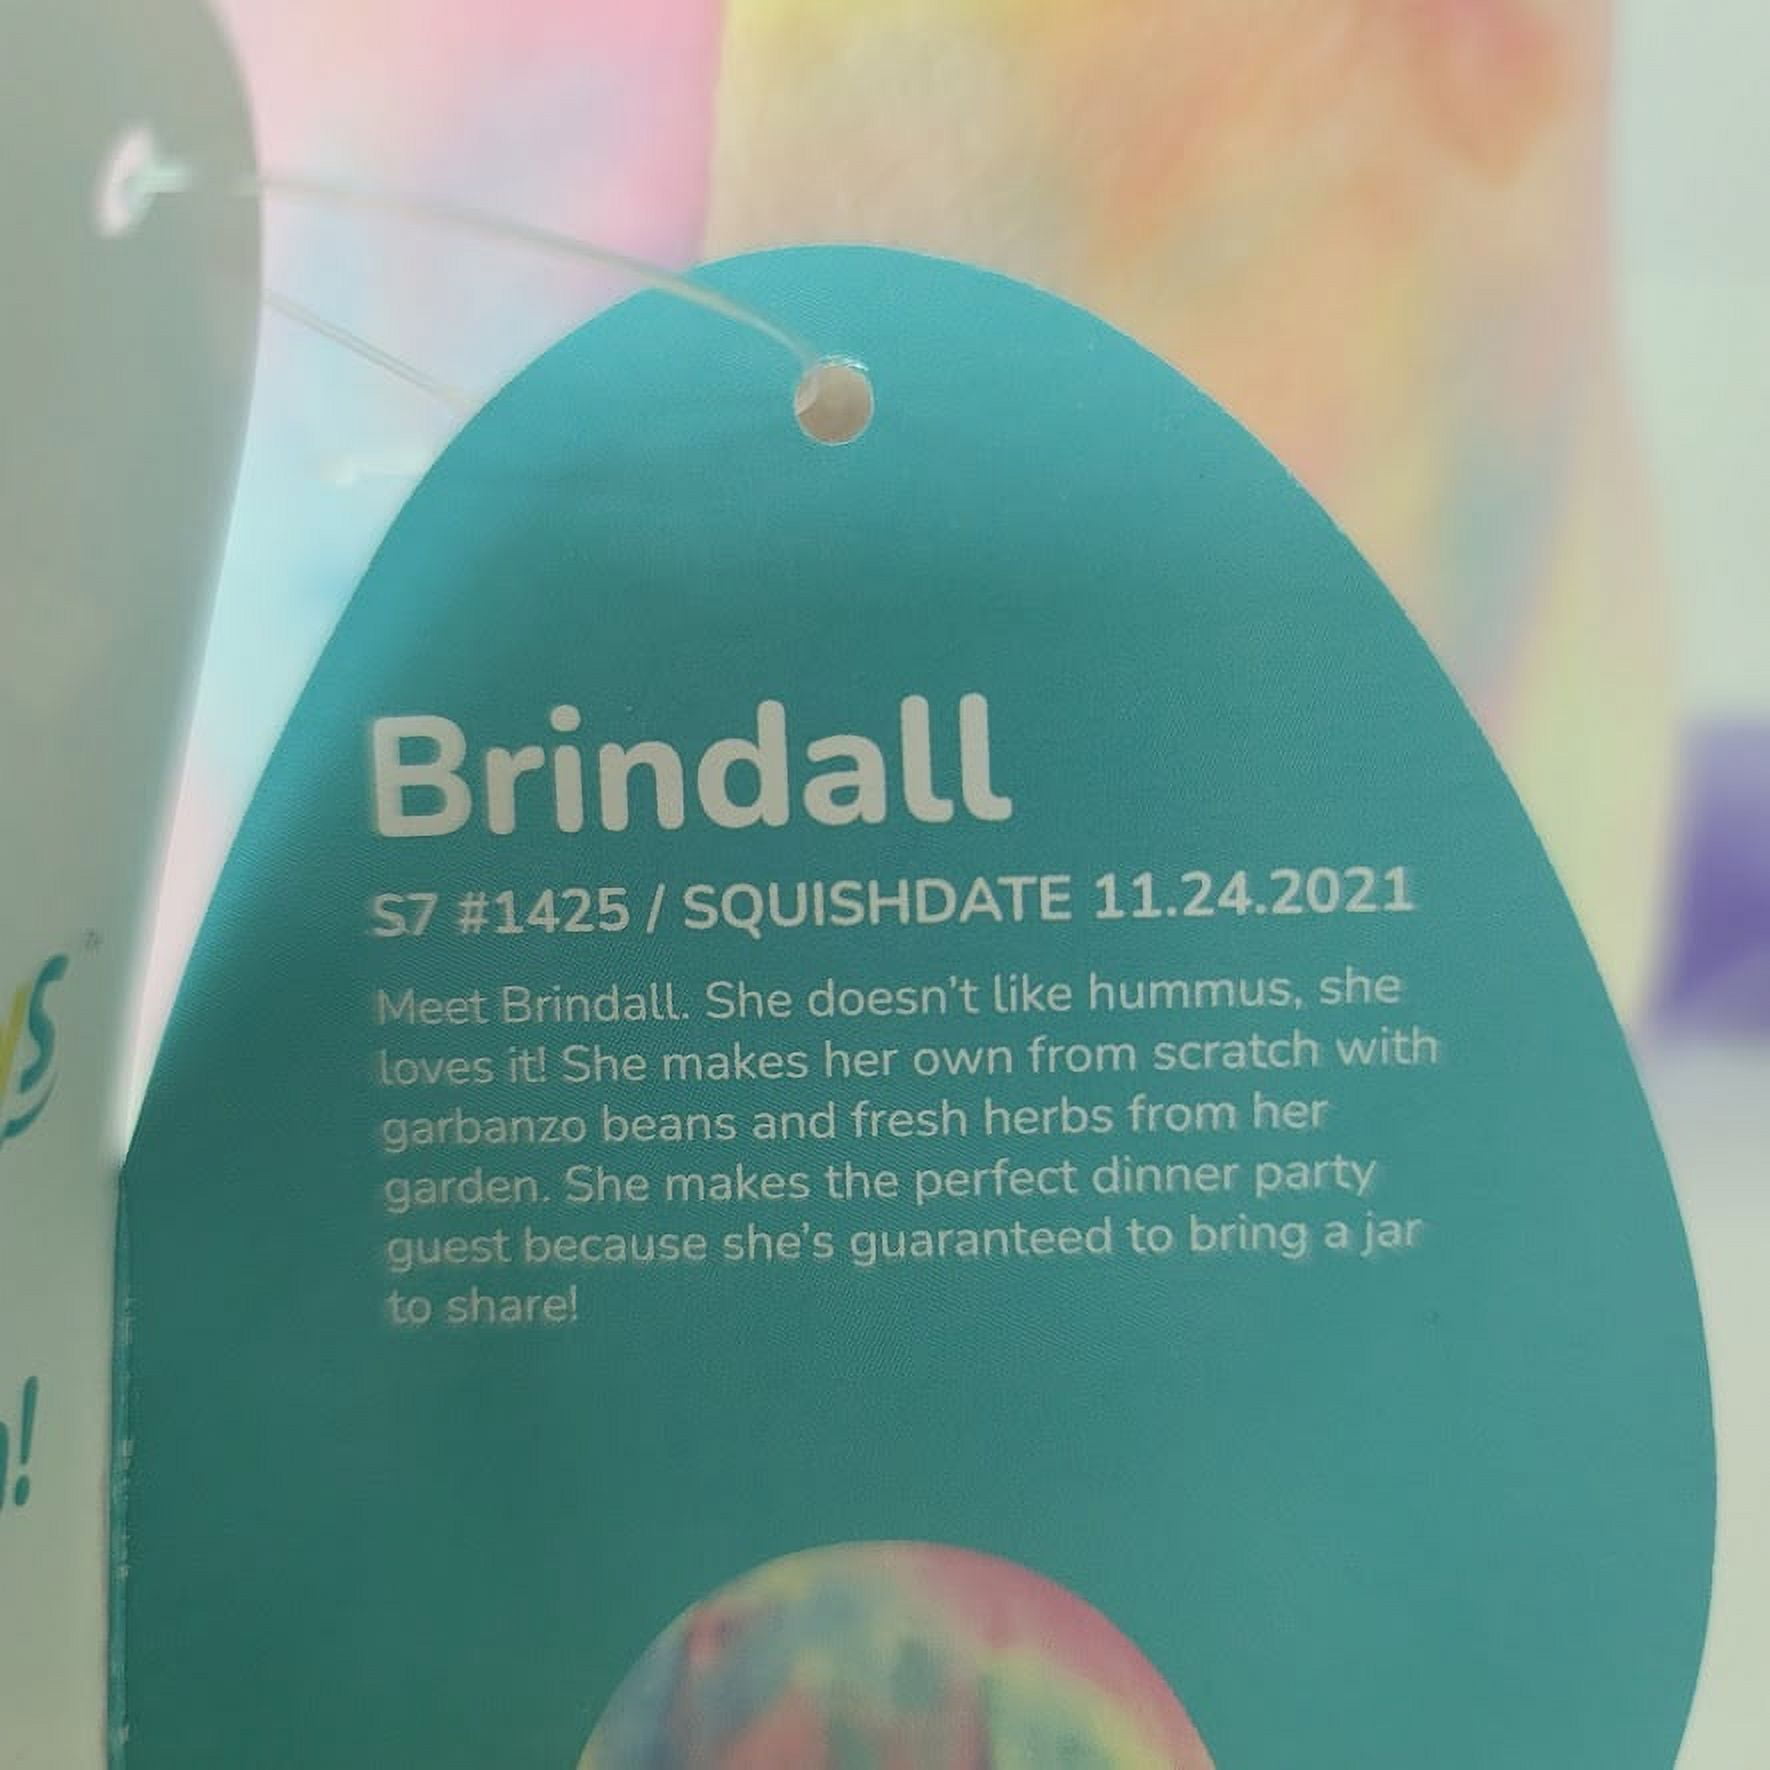 Brindall
S7 #1425 / SQUISHDATE 11.24.2021
Meet Brindall. She doesn't like hummus, she
loves it! She makes her own from scratch with
garbanzo beans and fresh herbs from her
garden. She makes the perfect dinner party
guest because she's guaranteed to bring a jar
to share!